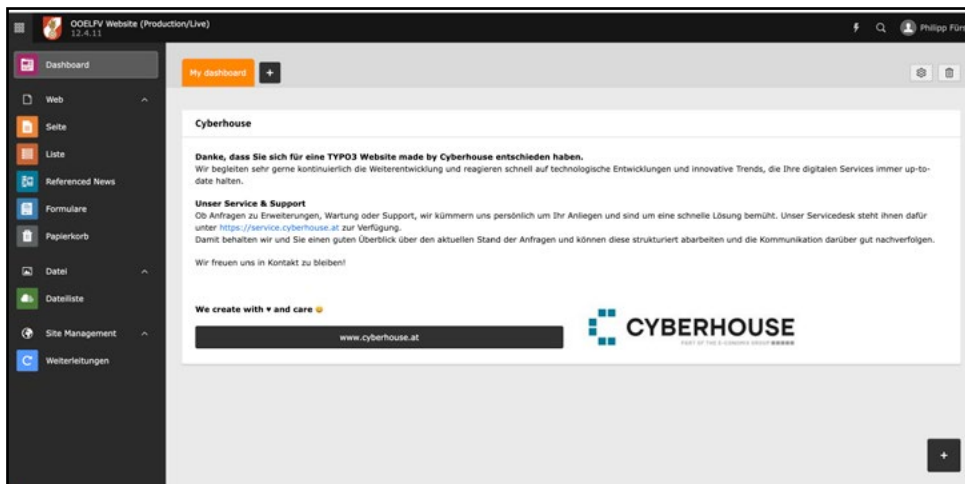 OOELFV Website (Production/Live)
12.4.11
Philipp Fürs
Dashboard
Web
Seite
Liste
Referenced News
Formulare
Papierkorb
Datei
Dateiliste
Site Management
Weiterleitungen
My dashboard
+
Cyberhouse
Danke, dass Sie sich für eine TYPO3 Website made by Cyberhouse entschieden haben.
Wir begleiten sehr gerne kontinuierlich die Weiterentwicklung und reagieren schnell auf technologische Entwicklungen und innovative Trends, die Ihre digitalen Services immer up-to-
date halten.
Unser Service & Support
Ob Anfragen zu Erweiterungen, Wartung oder Support, wir kümmern uns persönlich um Ihr Anliegen und sind um eine schnelle Lösung bemüht. Unser Servicedesk steht ihnen dafür
unter https://service.cyberhouse.at zur Verfügung.
Damit behalten wir und Sie einen guten Überblick über den aktuellen Stand der Anfragen und können diese strukturiert abarbeiten und die Kommunikation darüber gut nachverfolgen.
Wir freuen uns in Kontakt zu bleiben!
We create with ♥ and care 😀
www.cyberhouse.at
CYBERHOUSE
PART OF THE E-CONOMIX GROUP
+